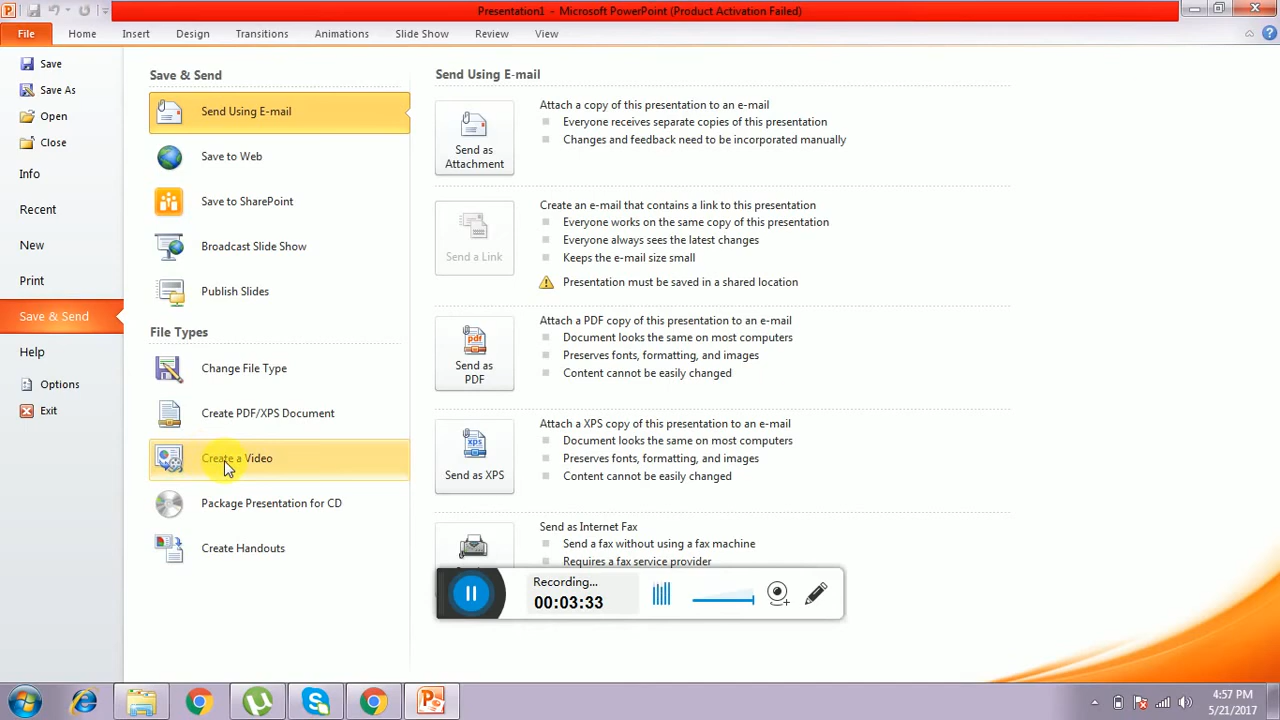 Presentation1 - Microsoft PowerPoint (Product Activation Failed)
File Home Insert Design Transitions Animations Slide Show Review View
Save
Save As
Open
Close
Info
Recent
New
Print
Save & Send
Help
Options
Exit
Save & Send
Send Using E-mail
Save to Web
Save to SharePoint
Broadcast Slide Show
Publish Slides
File Types
Change File Type
Create PDF/XPS Document
Create a Video
Package Presentation for CD
Create Handouts
Send Using E-mail
Send as
Attachment
Attach a copy of this presentation to an e-mail
Everyone receives separate copies of this presentation
Changes and feedback need to be incorporated manually
Send a Link
Create an e-mail that contains a link to this presentation
Everyone works on the same copy of this presentation
Everyone always sees the latest changes
Keeps the e-mail size small
Presentation must be saved in a shared location
pdf
Send as
PDF
Attach a PDF copy of this presentation to an e-mail
Document looks the same on most computers
Preserves fonts, formatting, and images
Content cannot be easily changed
xps
Send as XPS
Attach a XPS copy of this presentation to an e-mail
Document looks the same on most computers
Preserves fonts, formatting, and images
Content cannot be easily changed
Send as Internet Fax
Send a fax without using a fax machine
Requires a fax service provider
Recording...
00:03:33
4:57 PM
5/21/2017